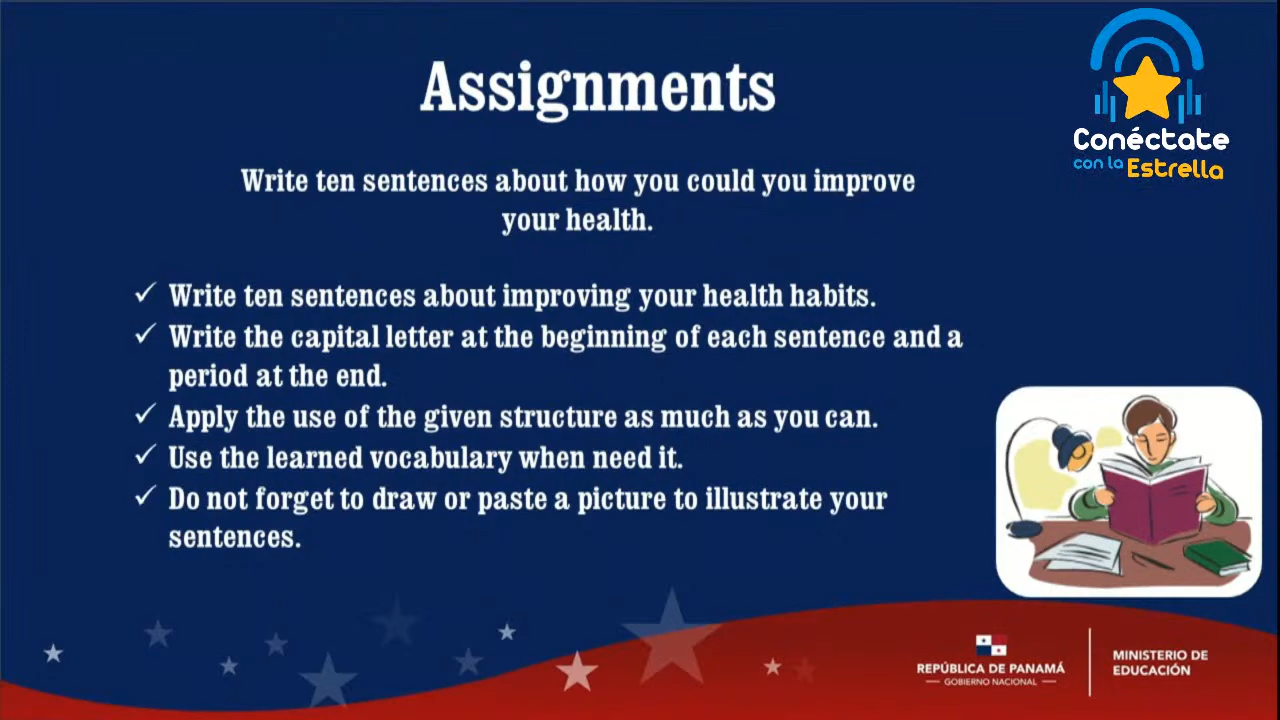 Conéctate
con la Estrella
Assignments
Write ten sentences about how you could you improve
your health.
Write ten sentences about improving your health habits.
Write the capital letter at the beginning of each sentence and a
period at the end.
Apply the use of the given structure as much as you can.
Use the learned vocabulary when need it.
Do not forget to draw or paste a picture to illustrate your
sentences.
REPÚBLICA DE PANAMÁ
GOBIERNO NACIONAL
MINISTERIO DE
EDUCACIÓN